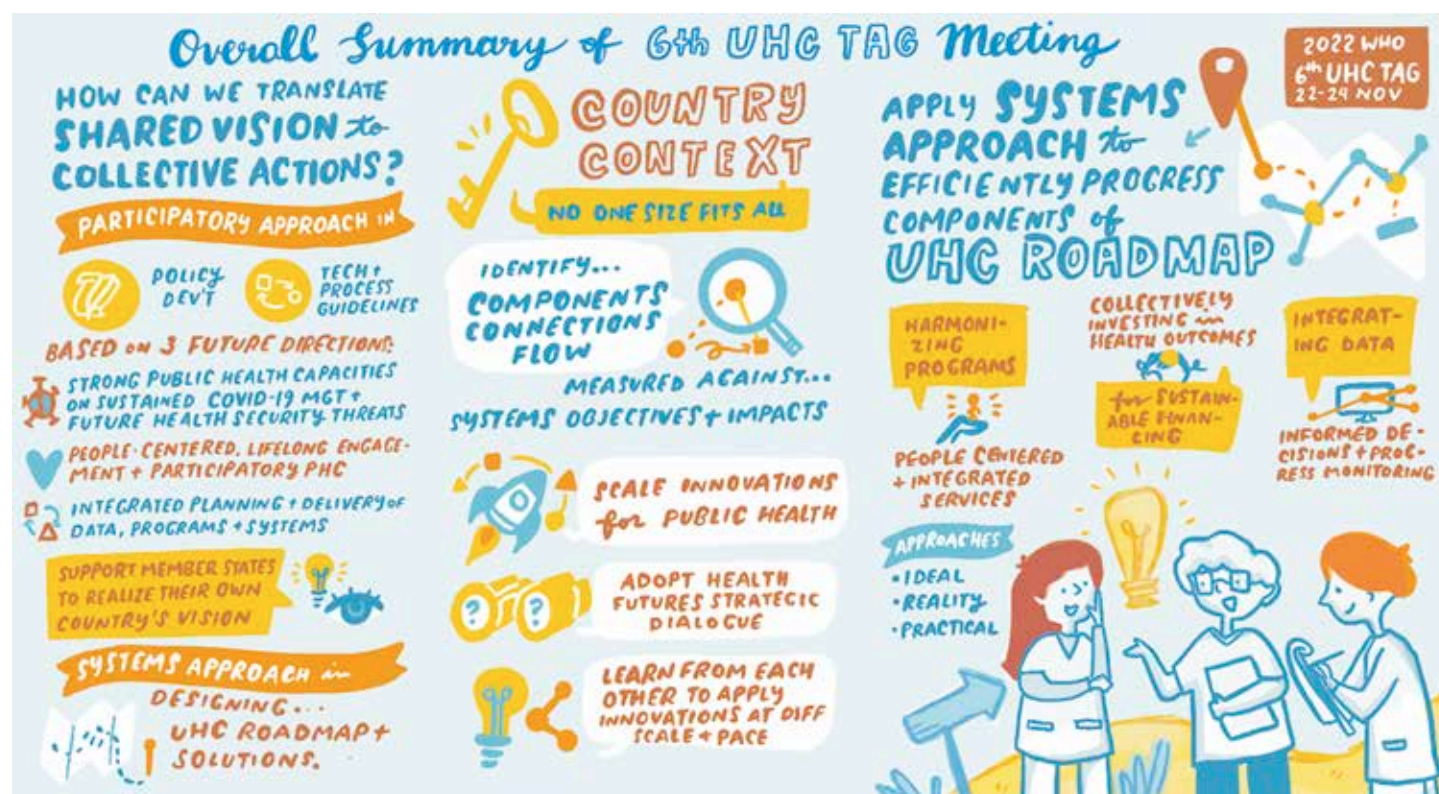 Overall Summary of 6th UHC TAG Meeting
2022 WHO
6th UHC TAG
22-29 NOV
HOW CAN WE TRANSLATE
SHARED VISION to
COLLECTIVE ACTIONS?
PARTICIPATORY APPROACH IN
POLICY
DEV'T
TECH +
PROCESS
GUIDELINES
BASED on 3 FUTURE DIRECTIONS:
STRONG PUBLIC HEALTH CAPACITIES
ON SUSTAINED COVID-19 MGT +
FUTURE HEALTH SECURITY THREATS
PEOPLE-CENTERED, LIFELONG ENGAGE-
MENT + PARTICIPATORY PHC
INTEGRATED PLANNING + DELIVERY OF
DATA, PROGRAMS + SYSTEMS
SUPPORT MEMBER STATES
TO REALIZE THEIR OWN
COUNTRY'S VISION
SYSTEMS APPROACH in
DESIGNING...
UHC ROADMAP +
SOLUTIONS.
COUNTRY
CONTEXT
NO ONE SIZE FITS ALL
IDENTIFY...
COMPONENTS
CONNECTIONS
FLOW
MEASURED AGAINST...
SYSTEMS OBJECTIVES + IMPACTS
SCALE INNOVATIONS
for PUBLIC HEALTH
? ?
ADOPT HEALTH
FUTURES STRATEGIC
DIALOGUE
LEARN FROM EACH
OTHER TO APPLY
INNOVATIONS AT DIFF
SCALE + PACE
APPLY SYSTEMS
APPROACH to
EFFICIENTLY PROGRESS
COMPONENTS of
UHC ROADMAP
HARMONI-
ZING
PROGRAMS
PEOPLE CENTERED
+ INTEGRATED
SERVICES
COLLECTIVELY
INVESTING in
HEALTH OUTCOMES
for SUSTAIN-
ABLE FINAN-
CING
INTEGRAT-
ING DATA
INFORMED DE-
CISIONS + PROG-
RESS MONITORING
APPROACHES
• IDEAL
• REALITY
• PRACTICAL